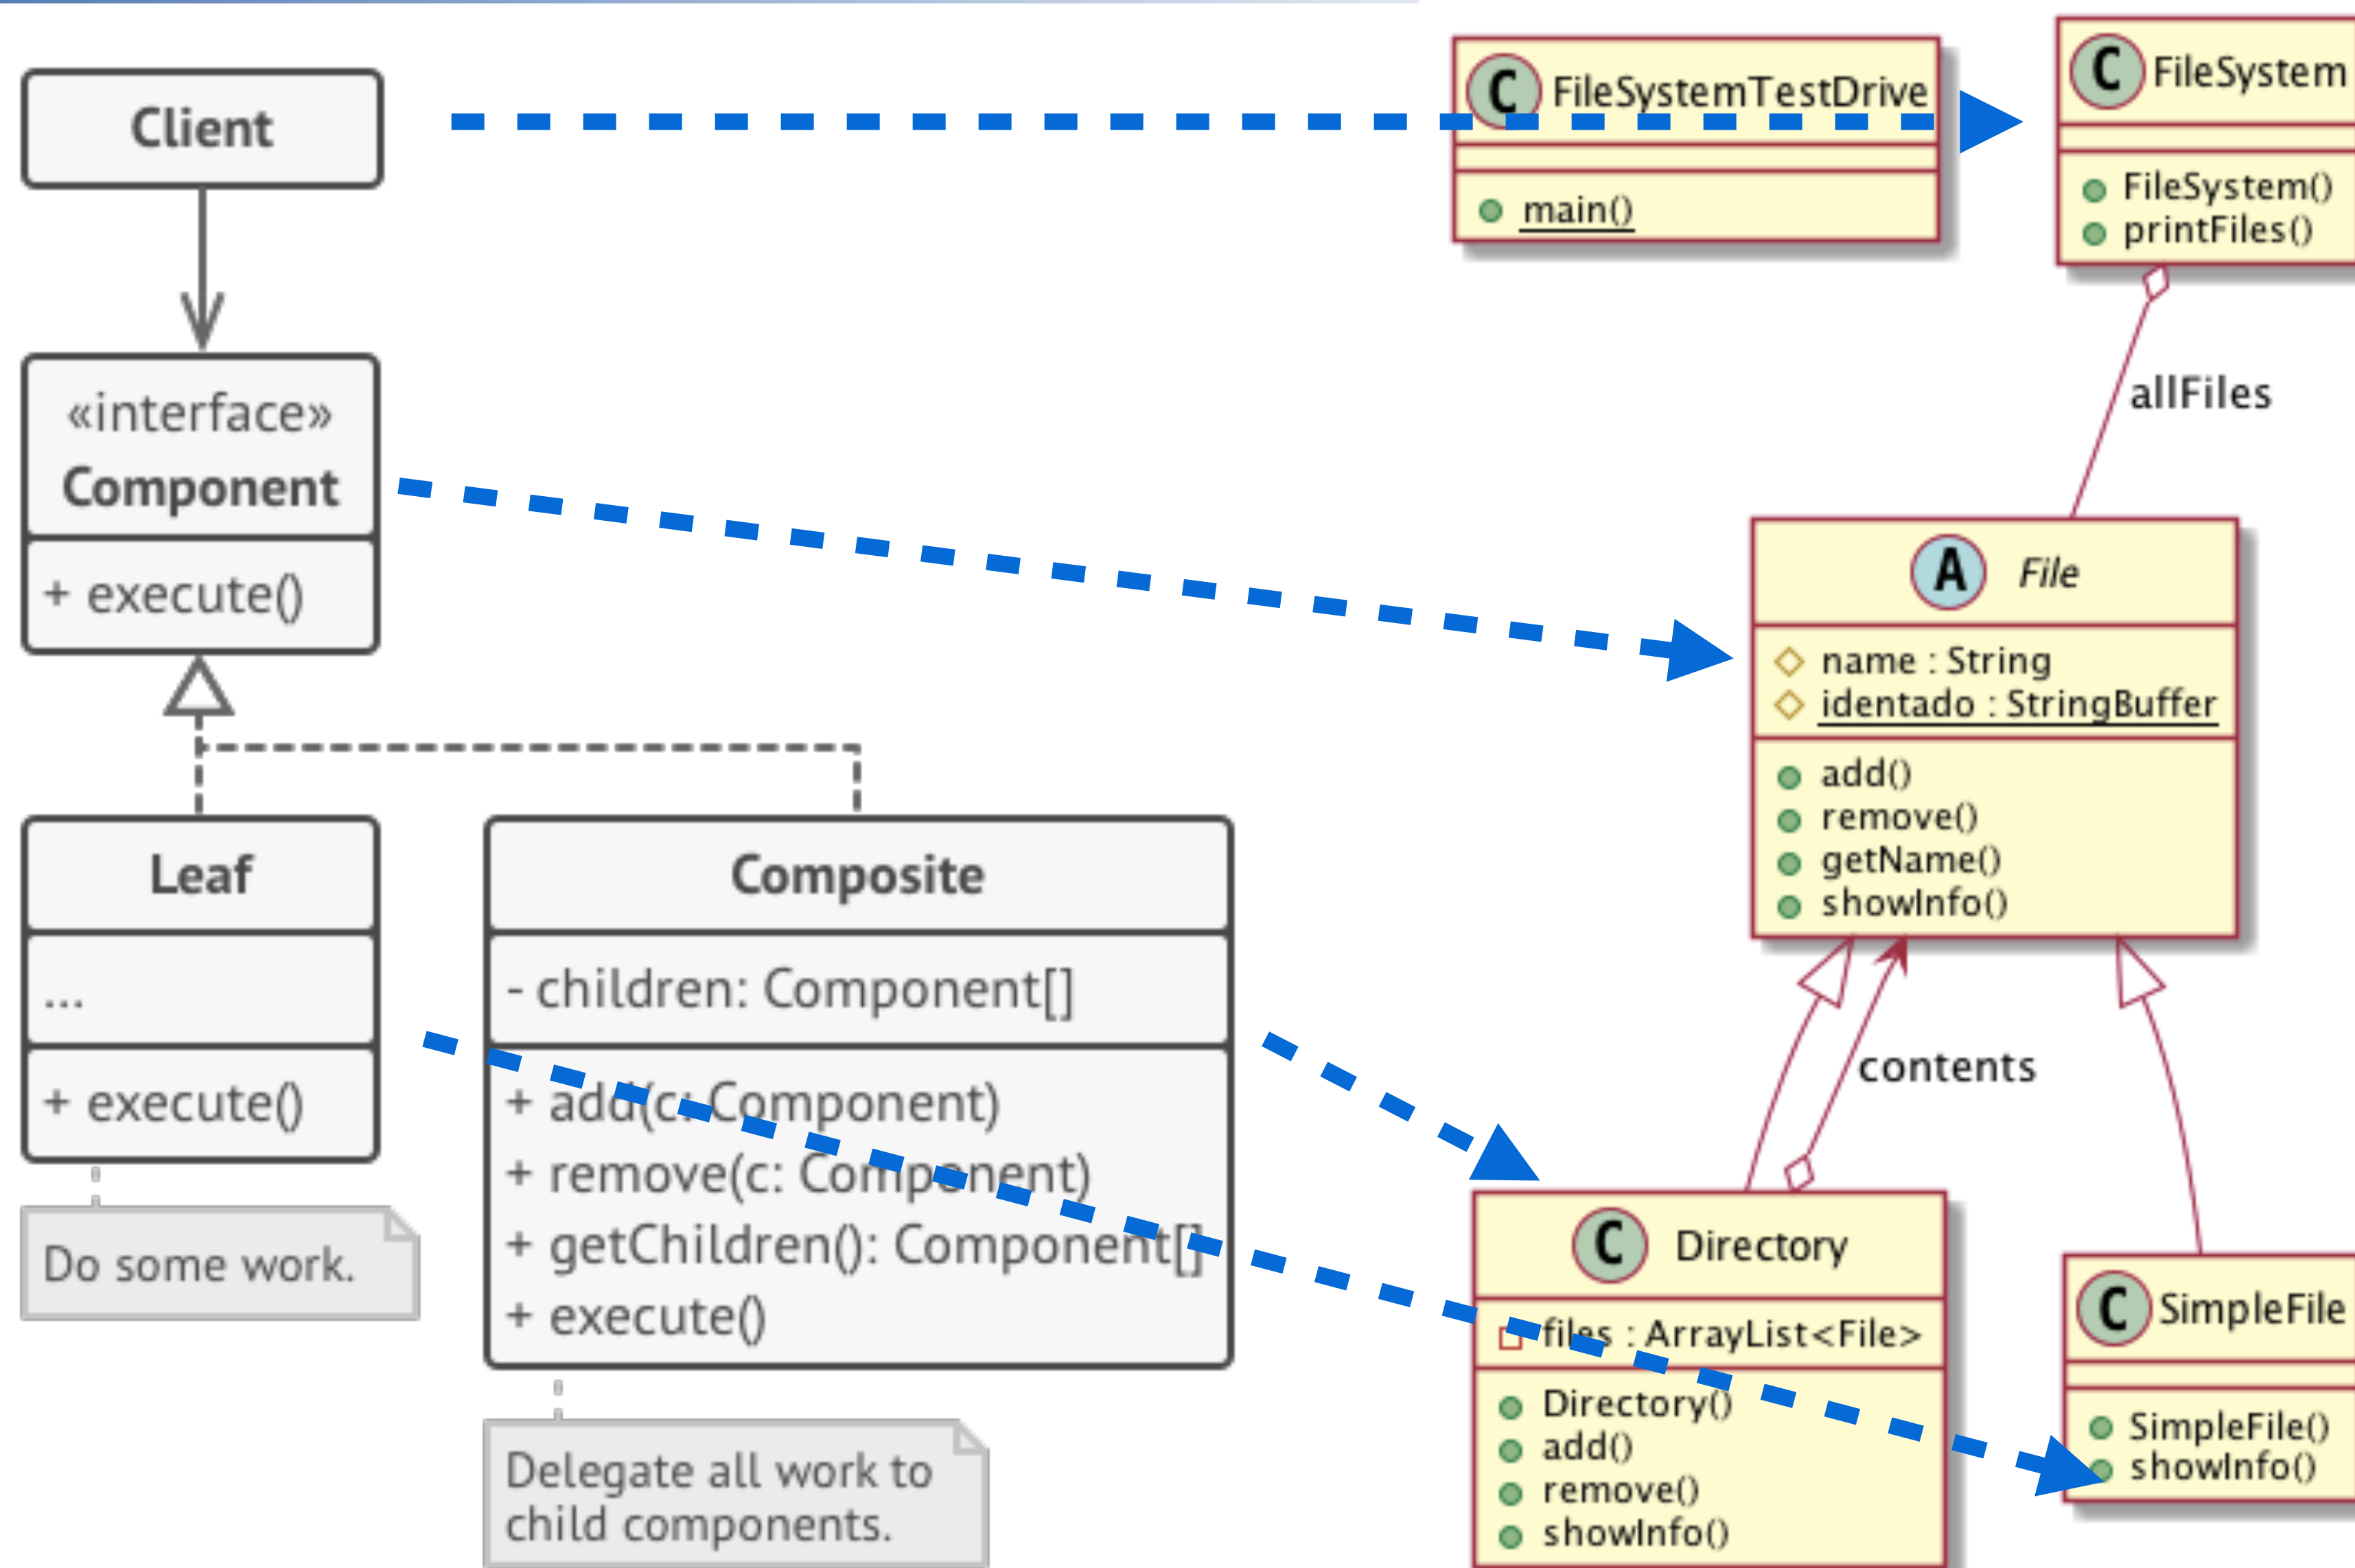 Client
«interface»
Component
+ execute()
Leaf
...
+ execute()
Do some work.
Composite
- children: Component[]
+ add(c: Component)
+ remove(c: Component)
+ getChildren(): Component[]
+ execute()
Delegate all work to
child components.
C FileSystemTestDrive
main()
C FileSystem
FileSystem()
printFiles()
allFiles
A File
name : String
identado : StringBuffer
add()
remove()
getName()
showInfo()
contents
C Directory
files : ArrayList<File>
Directory()
add()
remove()
showInfo()
C SimpleFile
SimpleFile()
showInfo()